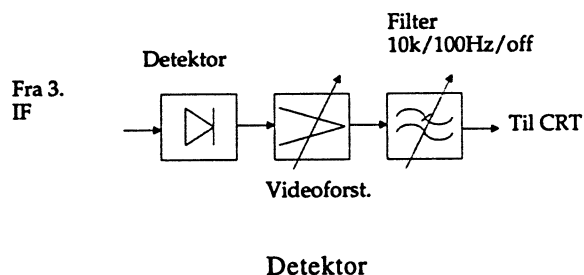 Filter
10k/100Hz/off
Detektor
Fra 3.
IF
Til CRT
Videoforst.
Detektor